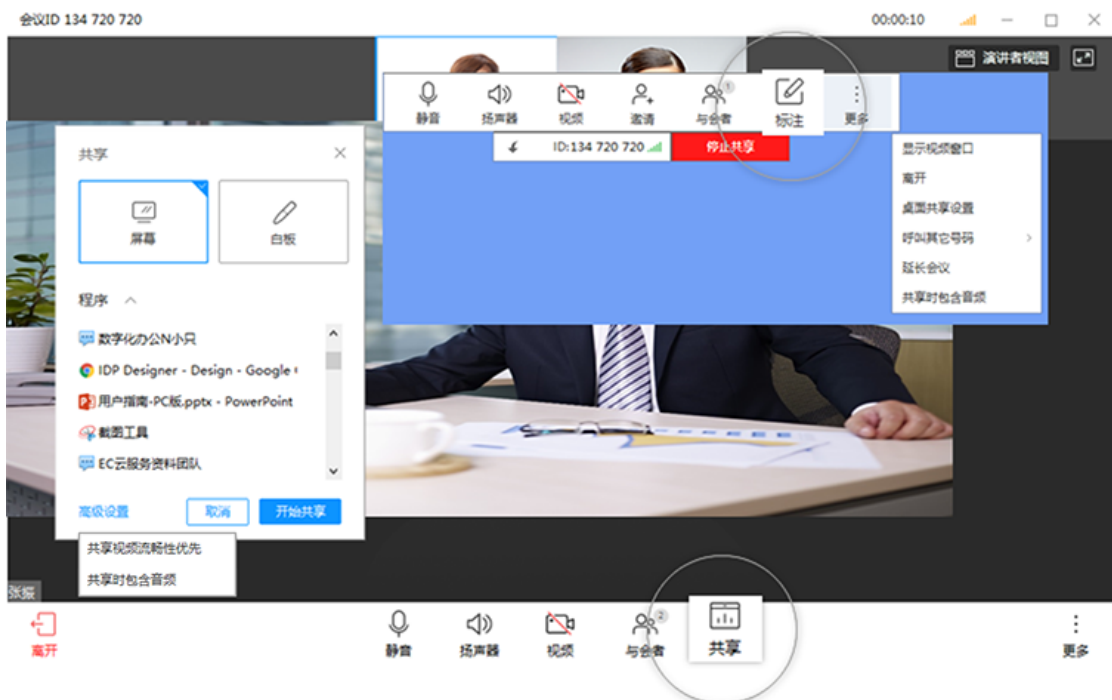 会议ID 134 720 720
00:00:10
演讲者视图
静音
扬声器
视频
邀请
与会者
1
标注
更多
ID:134 720 720
停止共享
显示视频窗口
离开
桌面共享设置
呼叫其它号码
延长会议
共享时包含音频
共享
屏幕
白板
程序
数字化办公N小只
IDP Designer - Design - Google
用户指南-PC版.pptx - PowerPoint
截图工具
EC云服务资料团队
高级设置
取消
开始共享
共享视频流畅性优先
共享时包含音频
张振
离开
静音
扬声器
视频
与会者
2
共享
更多